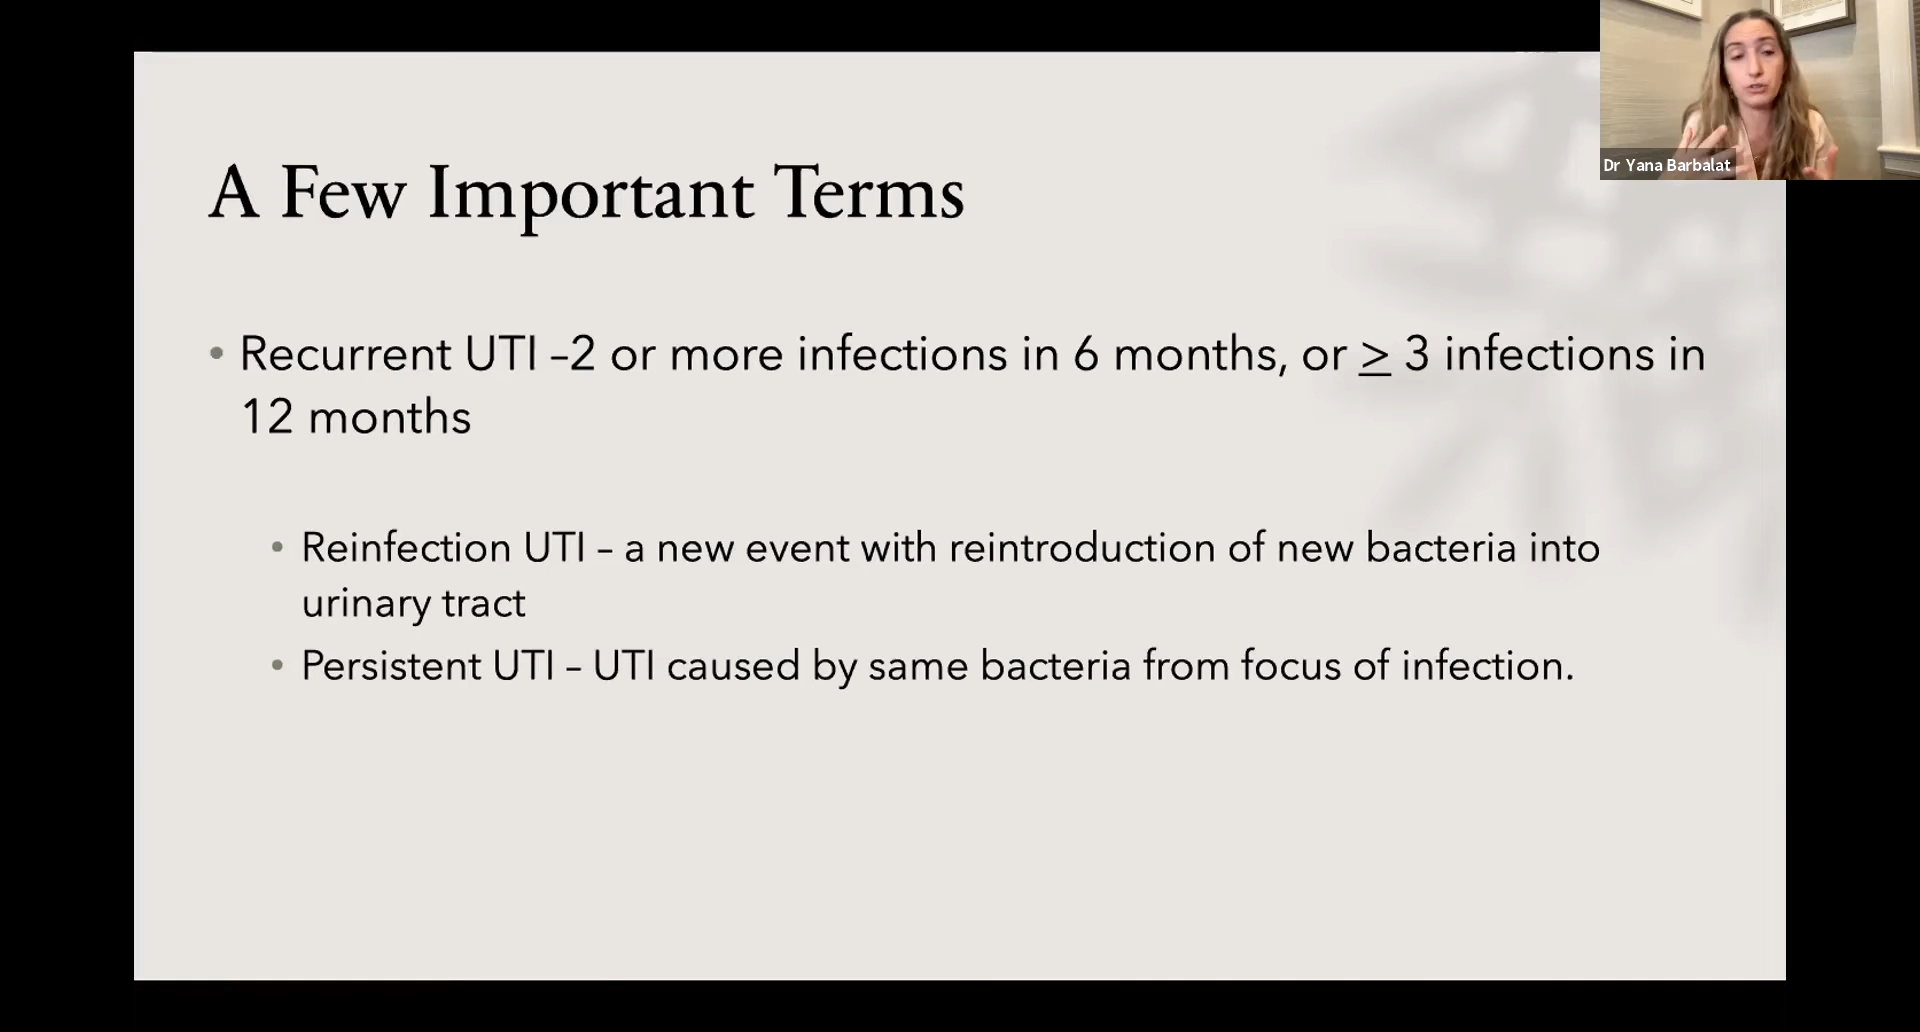 A Few Important Terms
Dr Yana Barbalat
• Recurrent UTI –2 or more infections in 6 months, or ≥ 3 infections in
12 months
• Reinfection UTI – a new event with reintroduction of new bacteria into
urinary tract
• Persistent UTI – UTI caused by same bacteria from focus of infection.